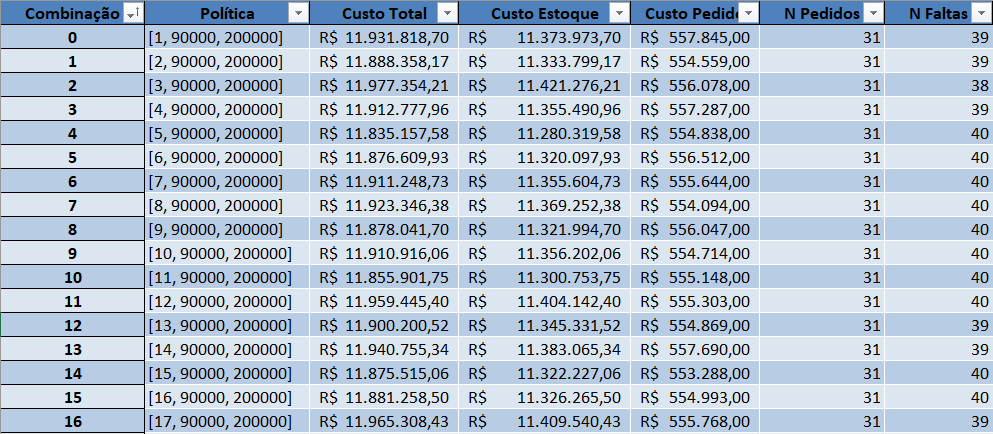 Combinação Política Custo Total Custo Estoque Custo Pedid N Pedidos N Faltas
0 [1, 90000, 200000] R$ 11.931.818,70 R$ 11.373.973,70 R$ 557.845,00 31 39
1 [2, 90000, 200000] R$ 11.888.358,17 R$ 11.333.799,17 R$ 554.559,00 31 39
2 [3, 90000, 200000] R$ 11.977.354,21 R$ 11.421.276,21 R$ 556.078,00 31 38
3 [4, 90000, 200000] R$ 11.912.777,96 R$ 11.355.490,96 R$ 557.287,00 31 39
4 [5, 90000, 200000] R$ 11.835.157,58 R$ 11.280.319,58 R$ 554.838,00 31 40
5 [6, 90000, 200000] R$ 11.876.609,93 R$ 11.320.097,93 R$ 556.512,00 31 40
6 [7, 90000, 200000] R$ 11.911.248,73 R$ 11.355.604,73 R$ 555.644,00 31 40
7 [8, 90000, 200000] R$ 11.923.346,38 R$ 11.369.252,38 R$ 554.094,00 31 40
8 [9, 90000, 200000] R$ 11.878.041,70 R$ 11.321.994,70 R$ 556.047,00 31 40
9 [10, 90000, 200000] R$ 11.910.916,06 R$ 11.356.202,06 R$ 554.714,00 31 40
10 [11, 90000, 200000] R$ 11.855.901,75 R$ 11.300.753,75 R$ 555.148,00 31 40
11 [12, 90000, 200000] R$ 11.959.445,40 R$ 11.404.142,40 R$ 555.303,00 31 40
12 [13, 90000, 200000] R$ 11.900.200,52 R$ 11.345.331,52 R$ 554.869,00 31 39
13 [14, 90000, 200000] R$ 11.940.755,34 R$ 11.383.065,34 R$ 557.690,00 31 39
14 [15, 90000, 200000] R$ 11.875.515,06 R$ 11.322.227,06 R$ 553.288,00 31 40
15 [16, 90000, 200000] R$ 11.881.258,50 R$ 11.326.265,50 R$ 554.993,00 31 40
16 [17, 90000, 200000] R$ 11.965.308,43 R$ 11.409.540,43 R$ 555.768,00 31 39